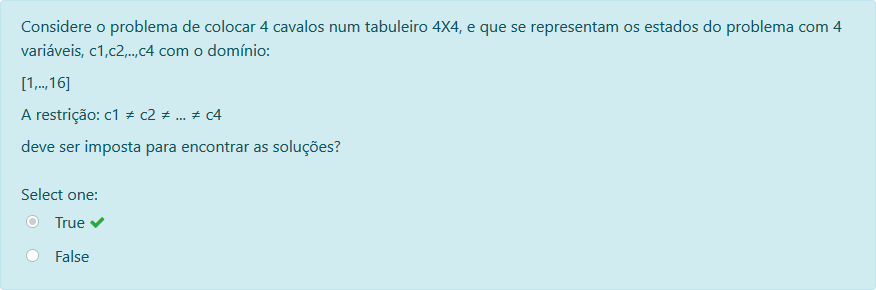 Considere o problema de colocar 4 cavalos num tabuleiro 4X4, e que se representam os estados do problema com 4
variáveis, c1,c2,..,c4 com o domínio:
[1,..,16]
A restrição: c1 ≠ c2 ≠ ... ≠ c4
deve ser imposta para encontrar as soluções?
Select one:
True
False